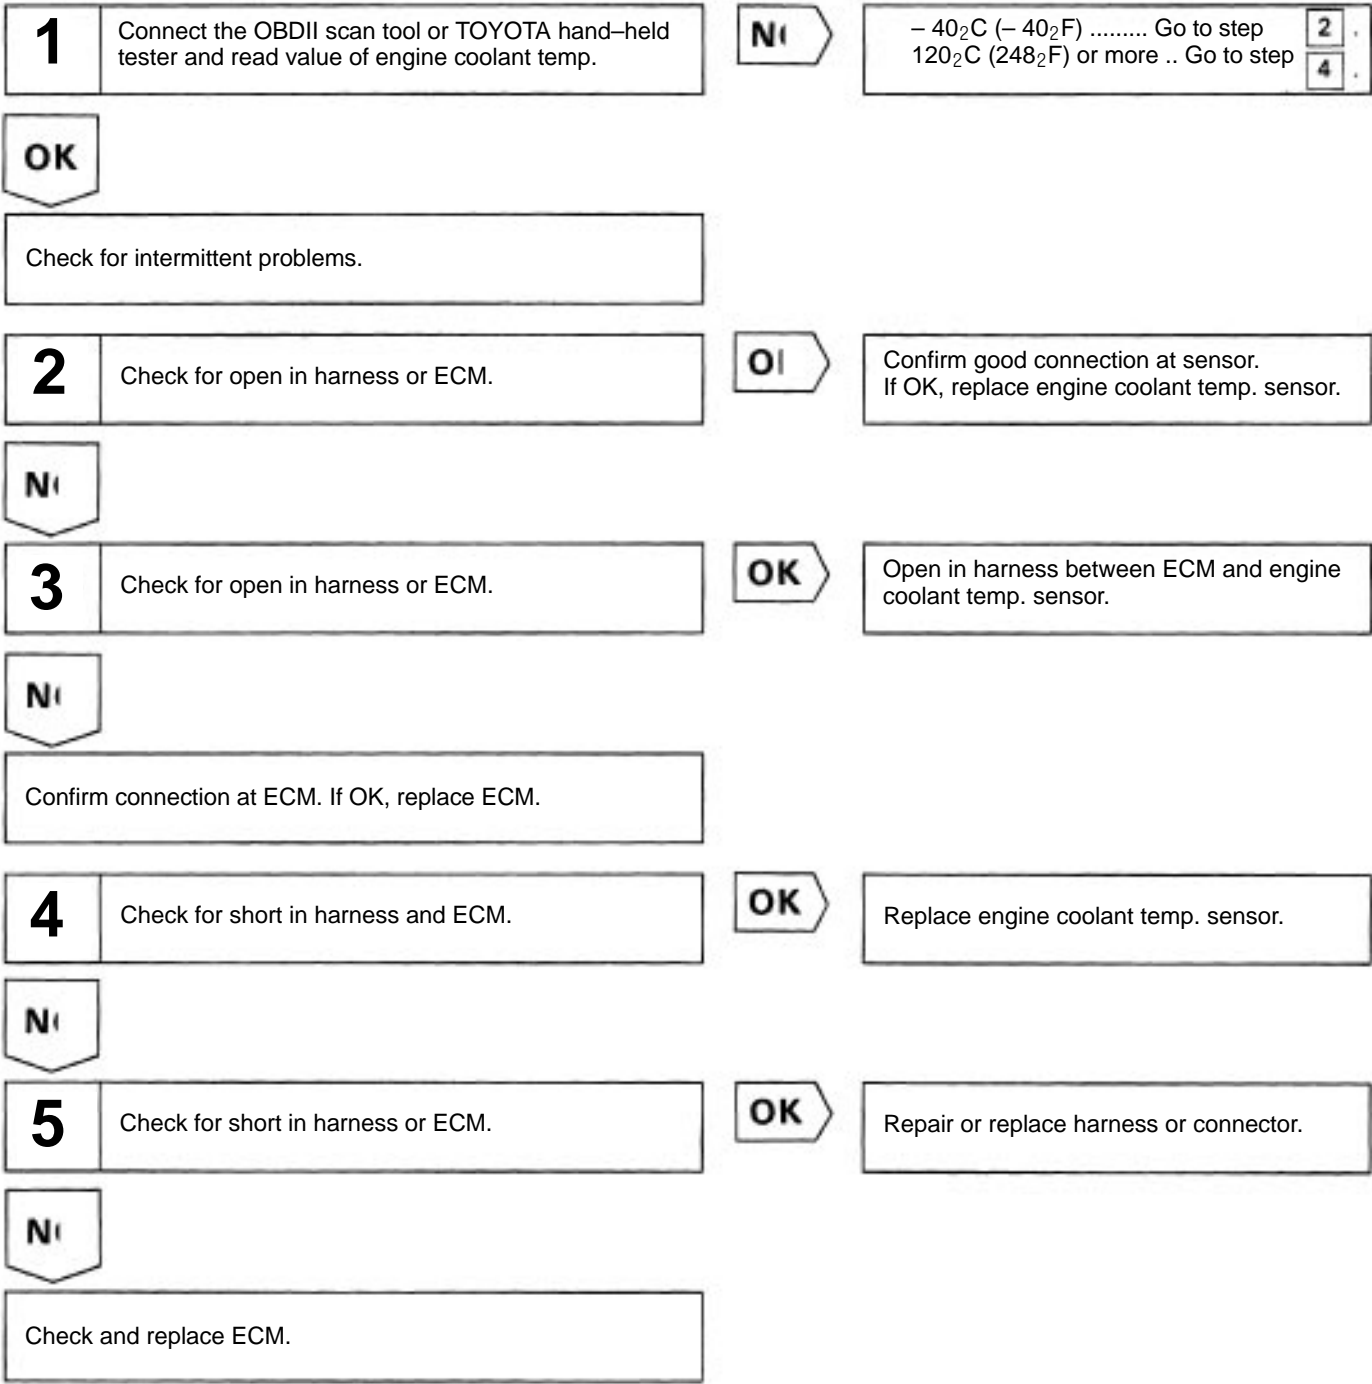 1
Connect the OBDII scan tool or TOYOTA hand–held
tester and read value of engine coolant temp.
– 40₂C (– 40₂F) ......... Go to step 2 .
120₂C (248₂F) or more .. Go to step 4 .
OK
Check for intermittent problems.
2
Check for open in harness or ECM.
Confirm good connection at sensor.
If OK, replace engine coolant temp. sensor.
3
Check for open in harness or ECM.
OK
Open in harness between ECM and engine
coolant temp. sensor.
Confirm connection at ECM. If OK, replace ECM.
4
Check for short in harness and ECM.
OK
Replace engine coolant temp. sensor.
5
Check for short in harness or ECM.
OK
Repair or replace harness or connector.
Check and replace ECM.